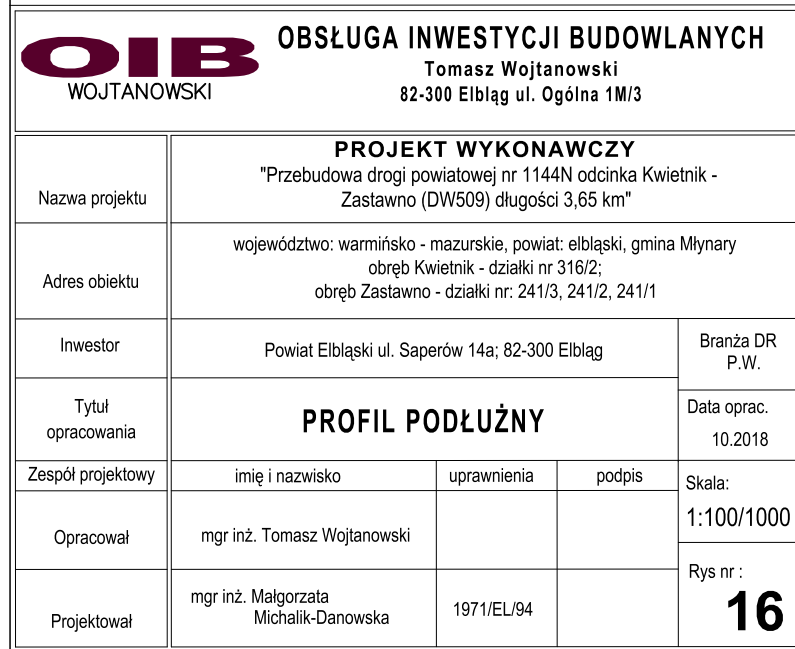 OIB
WOJTANOWSKI
OBSŁUGA INWESTYCJI BUDOWLANYCH
Tomasz Wojtanowski
82-300 Elbląg ul. Ogólna 1M/3
Nazwa projektu
PROJEKT WYKONAWCZY
"Przebudowa drogi powiatowej nr 1144N odcinka Kwietnik -
Zastawno (DW509) długości 3,65 km"
Adres obiektu
województwo: warmińsko - mazurskie, powiat: elbląski, gmina Młynary
obręb Kwietnik - działki nr 316/2;
obręb Zastawno - działki nr: 241/3, 241/2, 241/1
Inwestor
Powiat Elbląski ul. Saperów 14a; 82-300 Elbląg
Branża DR
P.W.
Tytuł
opracowania
PROFIL PODŁUŻNY
Data oprac.
10.2018
Zespół projektowy
imię i nazwisko
uprawnienia
podpis
Skala:
1:100/1000
Opracował
mgr inż. Tomasz Wojtanowski
Projektował
mgr inż. Małgorzata
Michalik-Danowska
1971/EL/94
Rys nr :
16